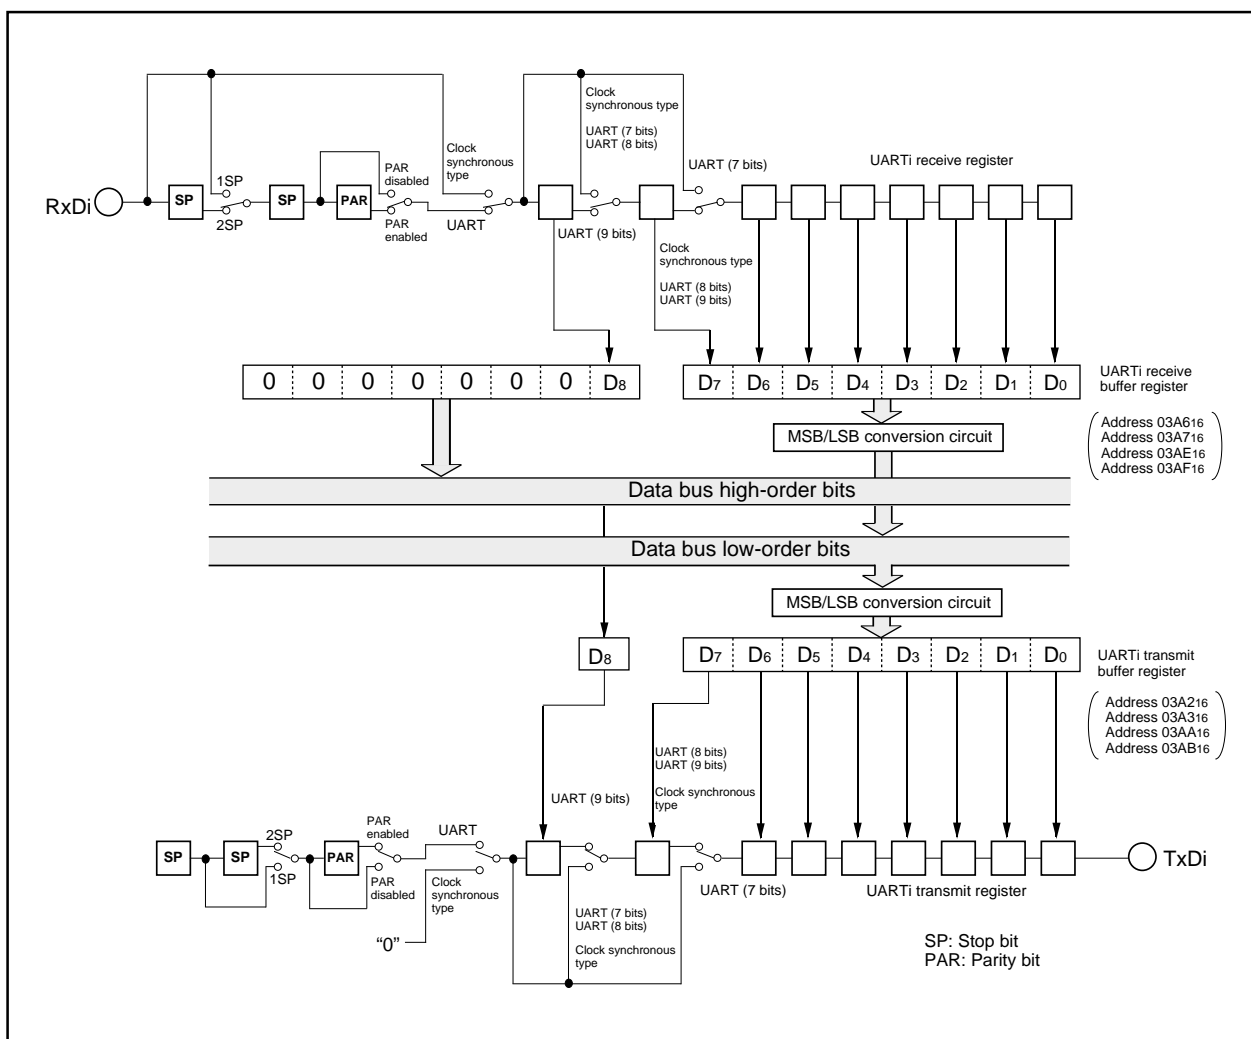 Clock
synchronous type
UART (7 bits)
UART (8 bits)
Clock
synchronous
type
UART (7 bits)
UARTi receive register
PAR
disabled
1SP
RxDi
SP
SP
PAR
2SP
PAR
enabled
UART
UART (9 bits)
Clock
synchronous type
UART (8 bits)
UART (9 bits)
0 0 0 0 0 0 0 D8
D7 D6 D5 D4 D3 D2 D1 D0
UARTi receive
buffer register
MSB/LSB conversion circuit
Address 03A616
Address 03A716
Address 03AE16
Address 03AF16
Data bus high-order bits
Data bus low-order bits
MSB/LSB conversion circuit
D8
D7 D6 D5 D4 D3 D2 D1 D0
UARTi transmit
buffer register
Address 03A216
Address 03A316
Address 03AA16
Address 03AB16
UART (8 bits)
UART (9 bits)
Clock synchronous
type
UART (9 bits)
PAR
enabled
2SP
UART
SP
SP
PAR
TxDi
1SP
PAR
disabled
Clock
synchronous
type
UART (7 bits)
UARTi transmit register
UART (7 bits)
UART (8 bits)
Clock synchronous
type
“0”
SP: Stop bit
PAR: Parity bit